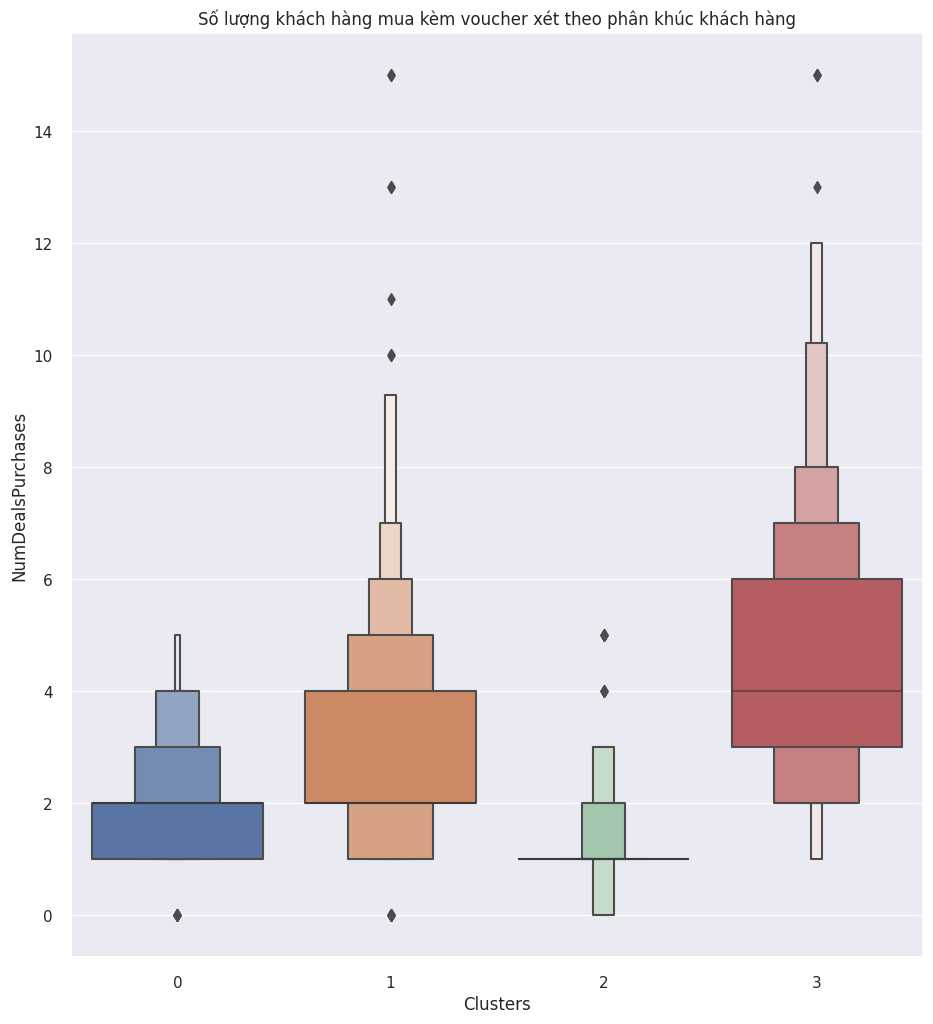 Số lượng khách hàng mua kèm voucher xét theo phân khúc khách hàng
14
12
10
8
6
4
2
0
NumDealsPurchases
0 1 2 3
Clusters